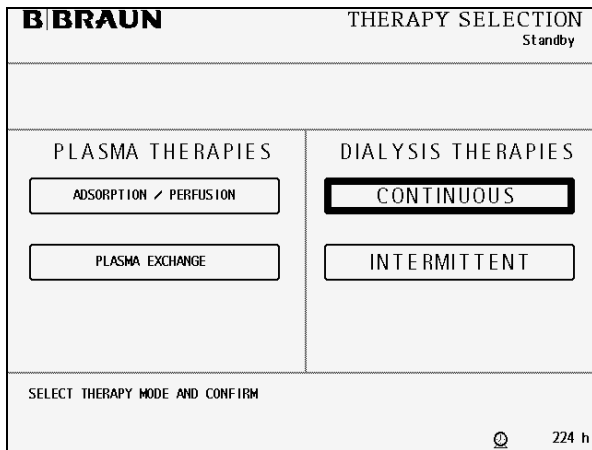 B|BRAUN
THERAPY SELECTION
Standby
PLASMA THERAPIES
ADSORPTION / PERFUSION
PLASMA EXCHANGE
DIALYSIS THERAPIES
CONTINUOUS
INTERMITTENT
SELECT THERAPY MODE AND CONFIRM
224 h